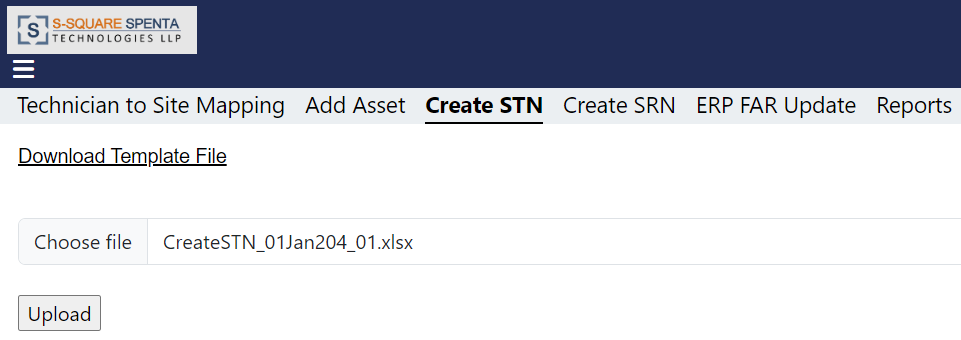 S
S-SQUARE SPENTA
TECHNOLOGIES LLP
Technician to Site Mapping Add Asset Create STN Create SRN ERP FAR Update Reports
Download Template File
Choose file CreateSTN_01Jan204_01.xlsx
Upload